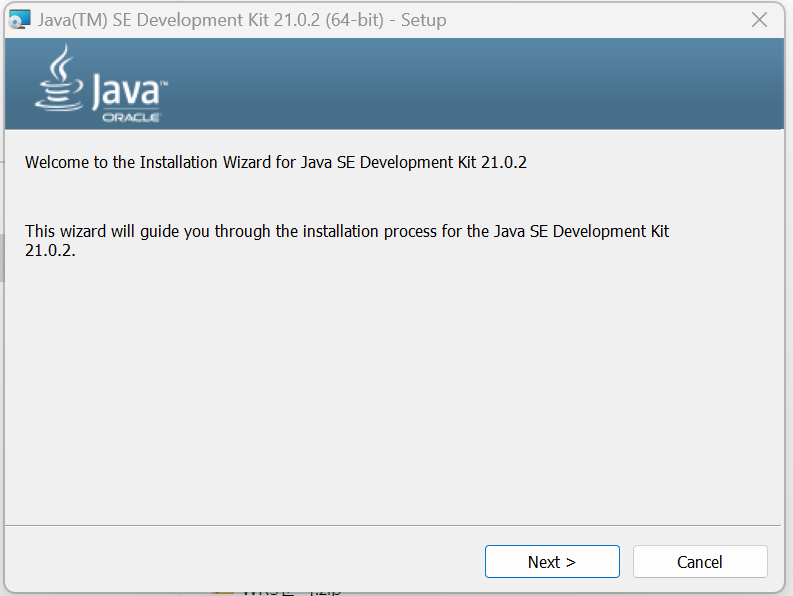 Java(TM) SE Development Kit 21.0.2 (64-bit) - Setup
Java™
ORACLE
Welcome to the Installation Wizard for Java SE Development Kit 21.0.2
This wizard will guide you through the installation process for the Java SE Development Kit
21.0.2.
Next >
Cancel